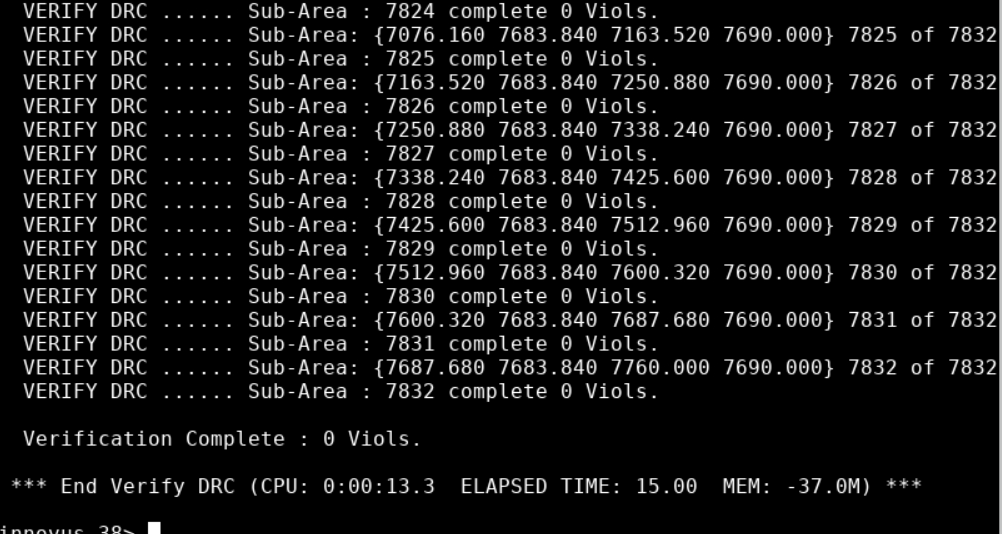 VERIFY DRC ...... Sub-Area : 7824 complete 0 Viols.
VERIFY DRC ...... Sub-Area: {7076.160 7683.840 7163.520 7690.000} 7825 of 7832
VERIFY DRC ...... Sub-Area : 7825 complete 0 Viols.
VERIFY DRC ...... Sub-Area: {7163.520 7683.840 7250.880 7690.000} 7826 of 7832
VERIFY DRC ...... Sub-Area : 7826 complete 0 Viols.
VERIFY DRC ...... Sub-Area: {7250.880 7683.840 7338.240 7690.000} 7827 of 7832
VERIFY DRC ...... Sub-Area : 7827 complete 0 Viols.
VERIFY DRC ...... Sub-Area: {7338.240 7683.840 7425.600 7690.000} 7828 of 7832
VERIFY DRC ...... Sub-Area : 7828 complete 0 Viols.
VERIFY DRC ...... Sub-Area: {7425.600 7683.840 7512.960 7690.000} 7829 of 7832
VERIFY DRC ...... Sub-Area : 7829 complete 0 Viols.
VERIFY DRC ...... Sub-Area: {7512.960 7683.840 7600.320 7690.000} 7830 of 7832
VERIFY DRC ...... Sub-Area : 7830 complete 0 Viols.
VERIFY DRC ...... Sub-Area: {7600.320 7683.840 7687.680 7690.000} 7831 of 7832
VERIFY DRC ...... Sub-Area : 7831 complete 0 Viols.
VERIFY DRC ...... Sub-Area: {7687.680 7683.840 7760.000 7690.000} 7832 of 7832
VERIFY DRC ...... Sub-Area : 7832 complete 0 Viols.
Verification Complete : 0 Viols.
*** End Verify DRC (CPU: 0:00:13.3 ELAPSED TIME: 15.00 MEM: -37.0M) ***
innovus 38>